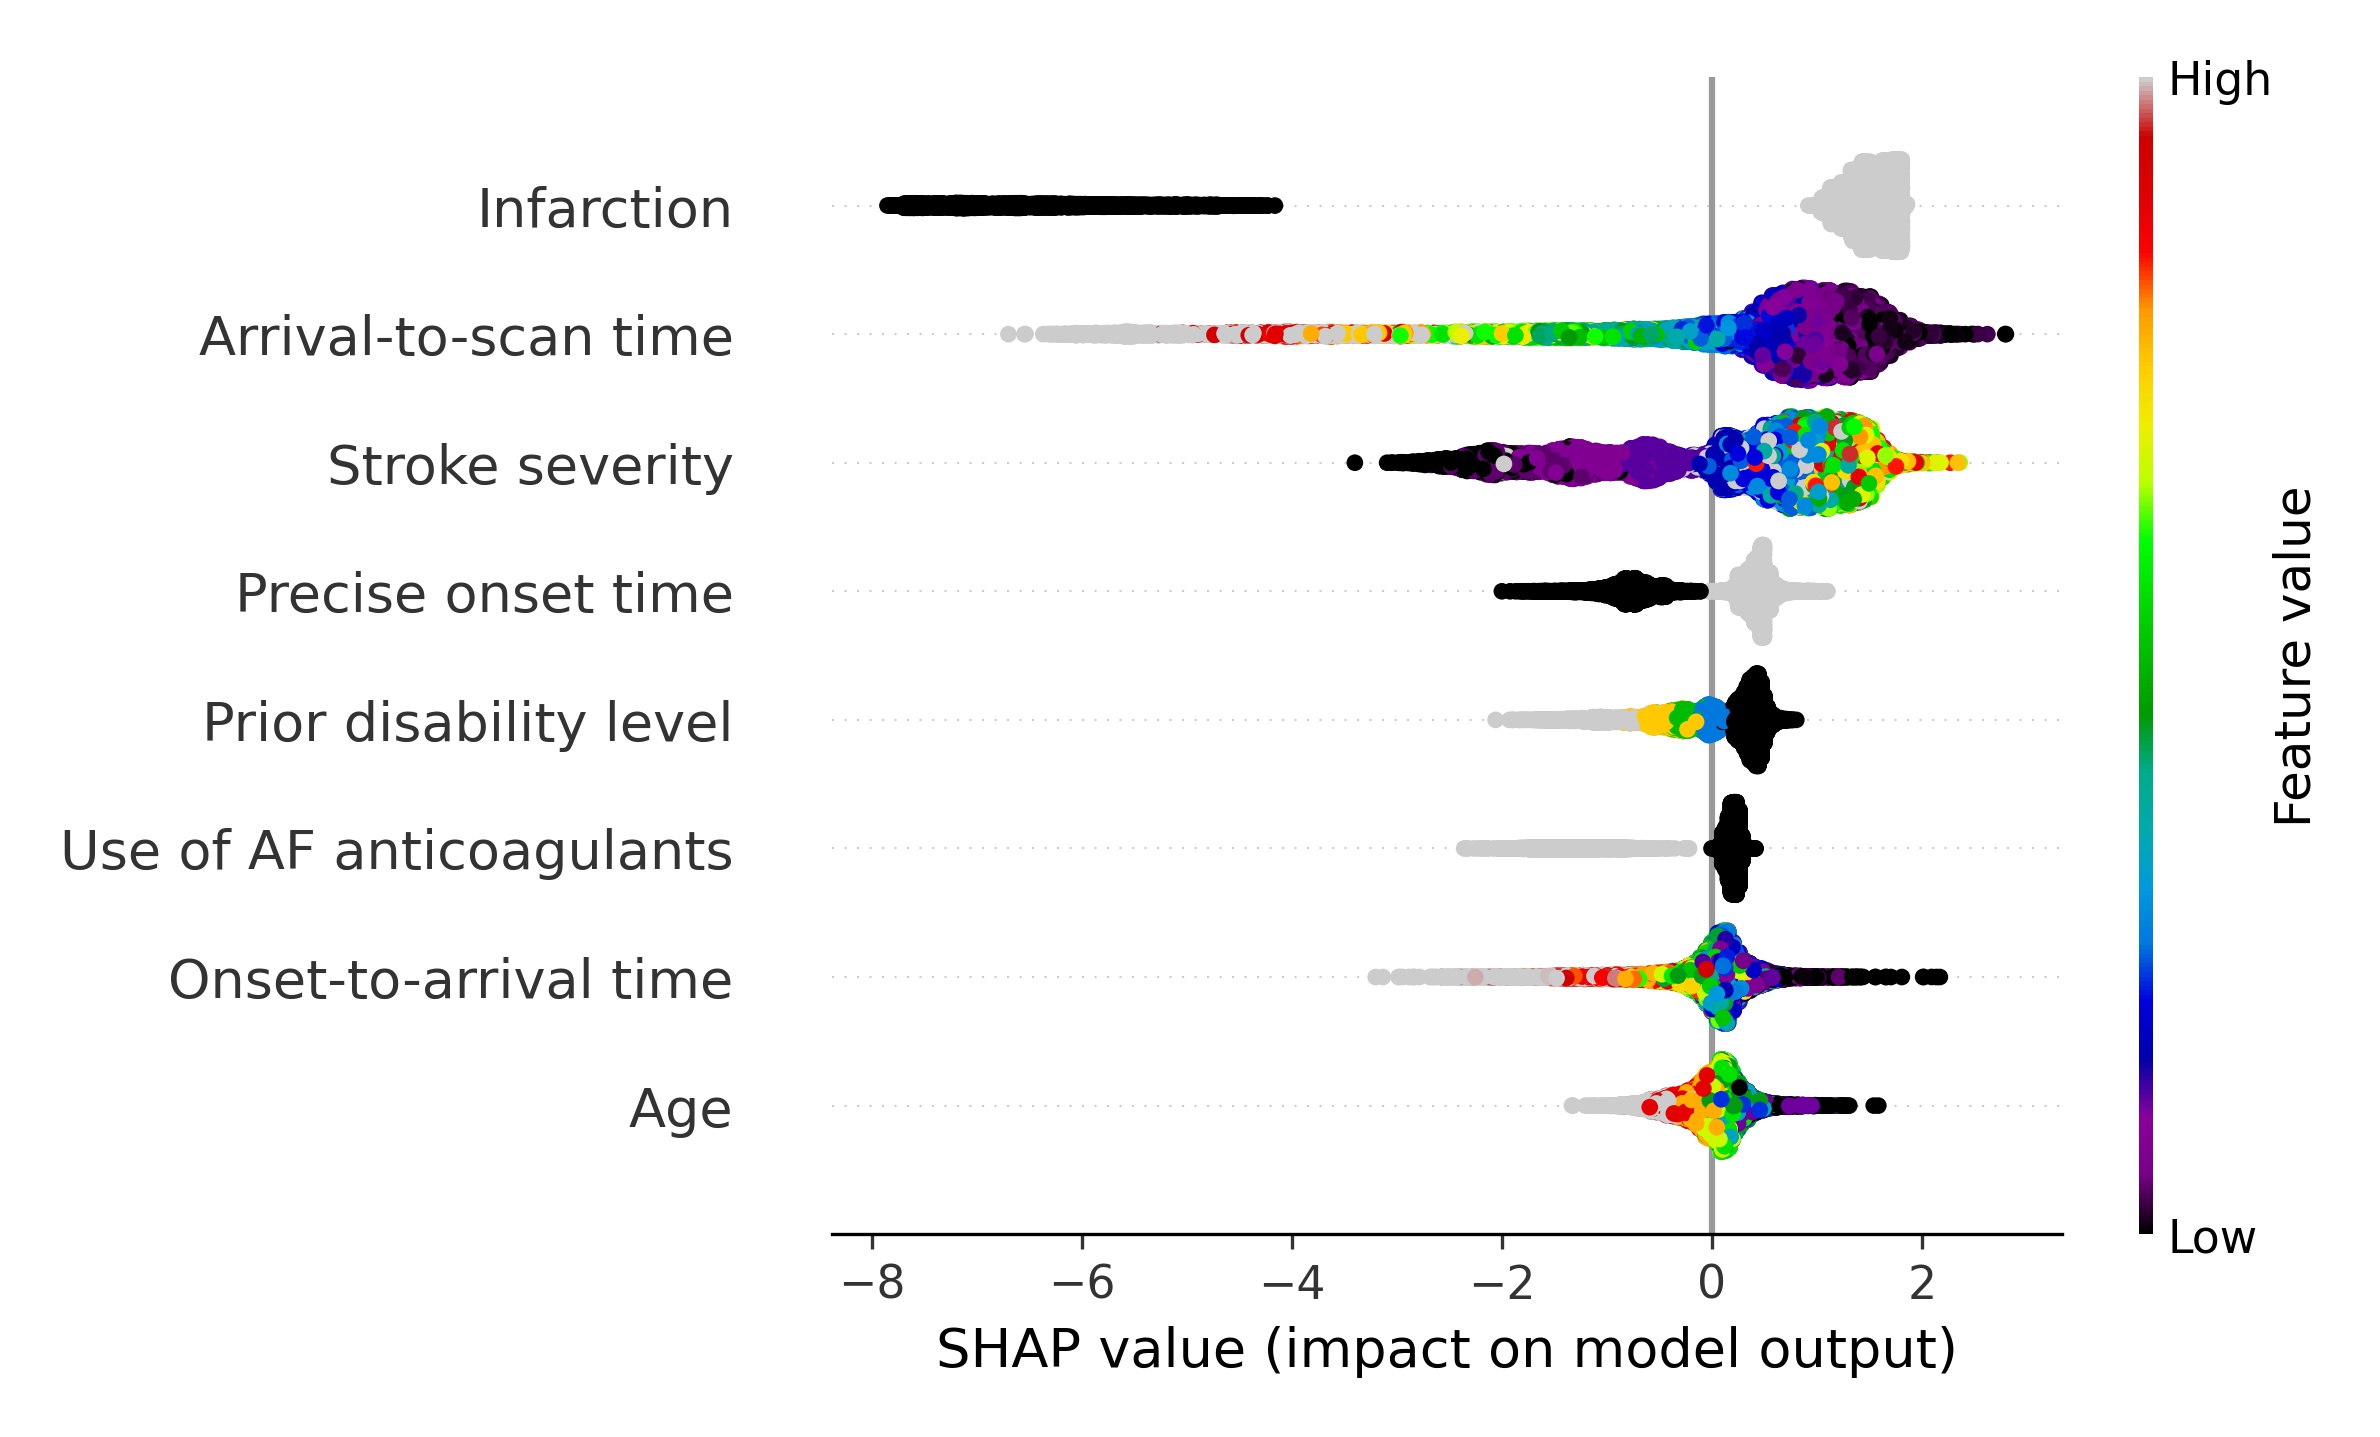 High
Infarction
Arrival-to-scan time
Stroke severity
Precise onset time
Prior disability level
Use of AF anticoagulants
Onset-to-arrival time
Age
Feature value
Low
−8 −6 −4 −2 0 2
SHAP value (impact on model output)